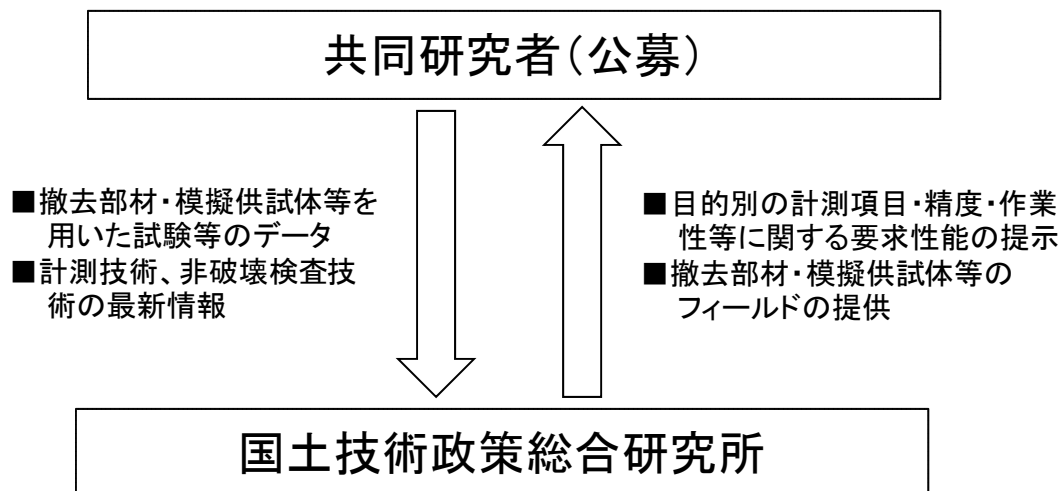 共同研究者（公募）
■撤去部材・模擬供試体等を
用いた試験等のデータ
■計測技術、非破壊検査技
術の最新情報
■目的別の計測項目・精度・作業
性等に関する要求性能の提示
■撤去部材・模擬供試体等の
フィールドの提供
国土技術政策総合研究所